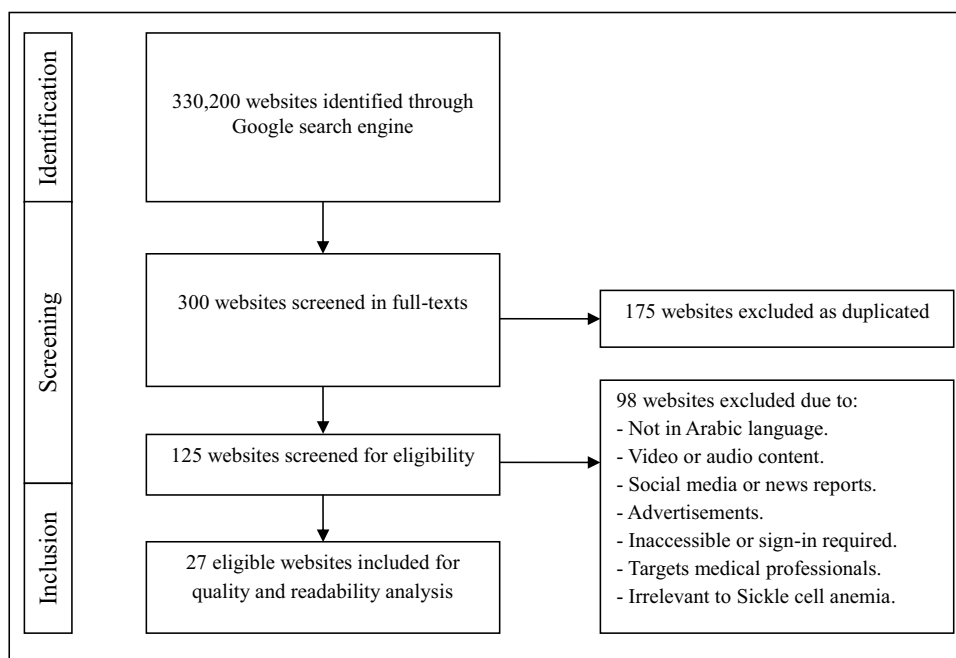 Identification
330,200 websites identified through
Google search engine
Screening
300 websites screened in full-texts
175 websites excluded as duplicated
125 websites screened for eligibility
98 websites excluded due to:
- Not in Arabic language.
- Video or audio content.
- Social media or news reports.
- Advertisements.
- Inaccessible or sign-in required.
- Targets medical professionals.
- Irrelevant to Sickle cell anemia.
Inclusion
27 eligible websites included for
quality and readability analysis